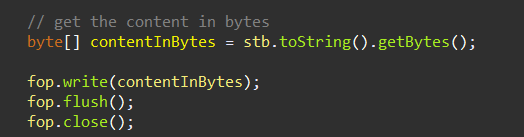 // get the content in bytes
byte[] contentInBytes = stb.toString().getBytes();
fop.write(contentInBytes);
fop.flush();
fop.close();